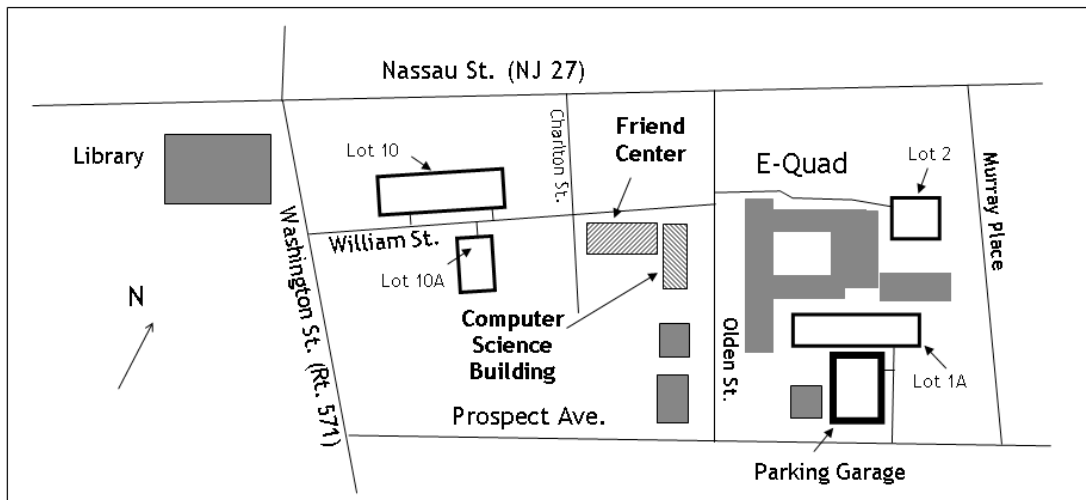 Nassau St. (NJ 27)
Library
Lot 10
Charlton St.
Friend
Center
E-Quad
Lot 2
Murray Place
Washington St. (Rt. 571)
William St.
Lot 10A
N
Computer
Science
Building
Olden St.
Lot 1A
Prospect Ave.
Parking Garage